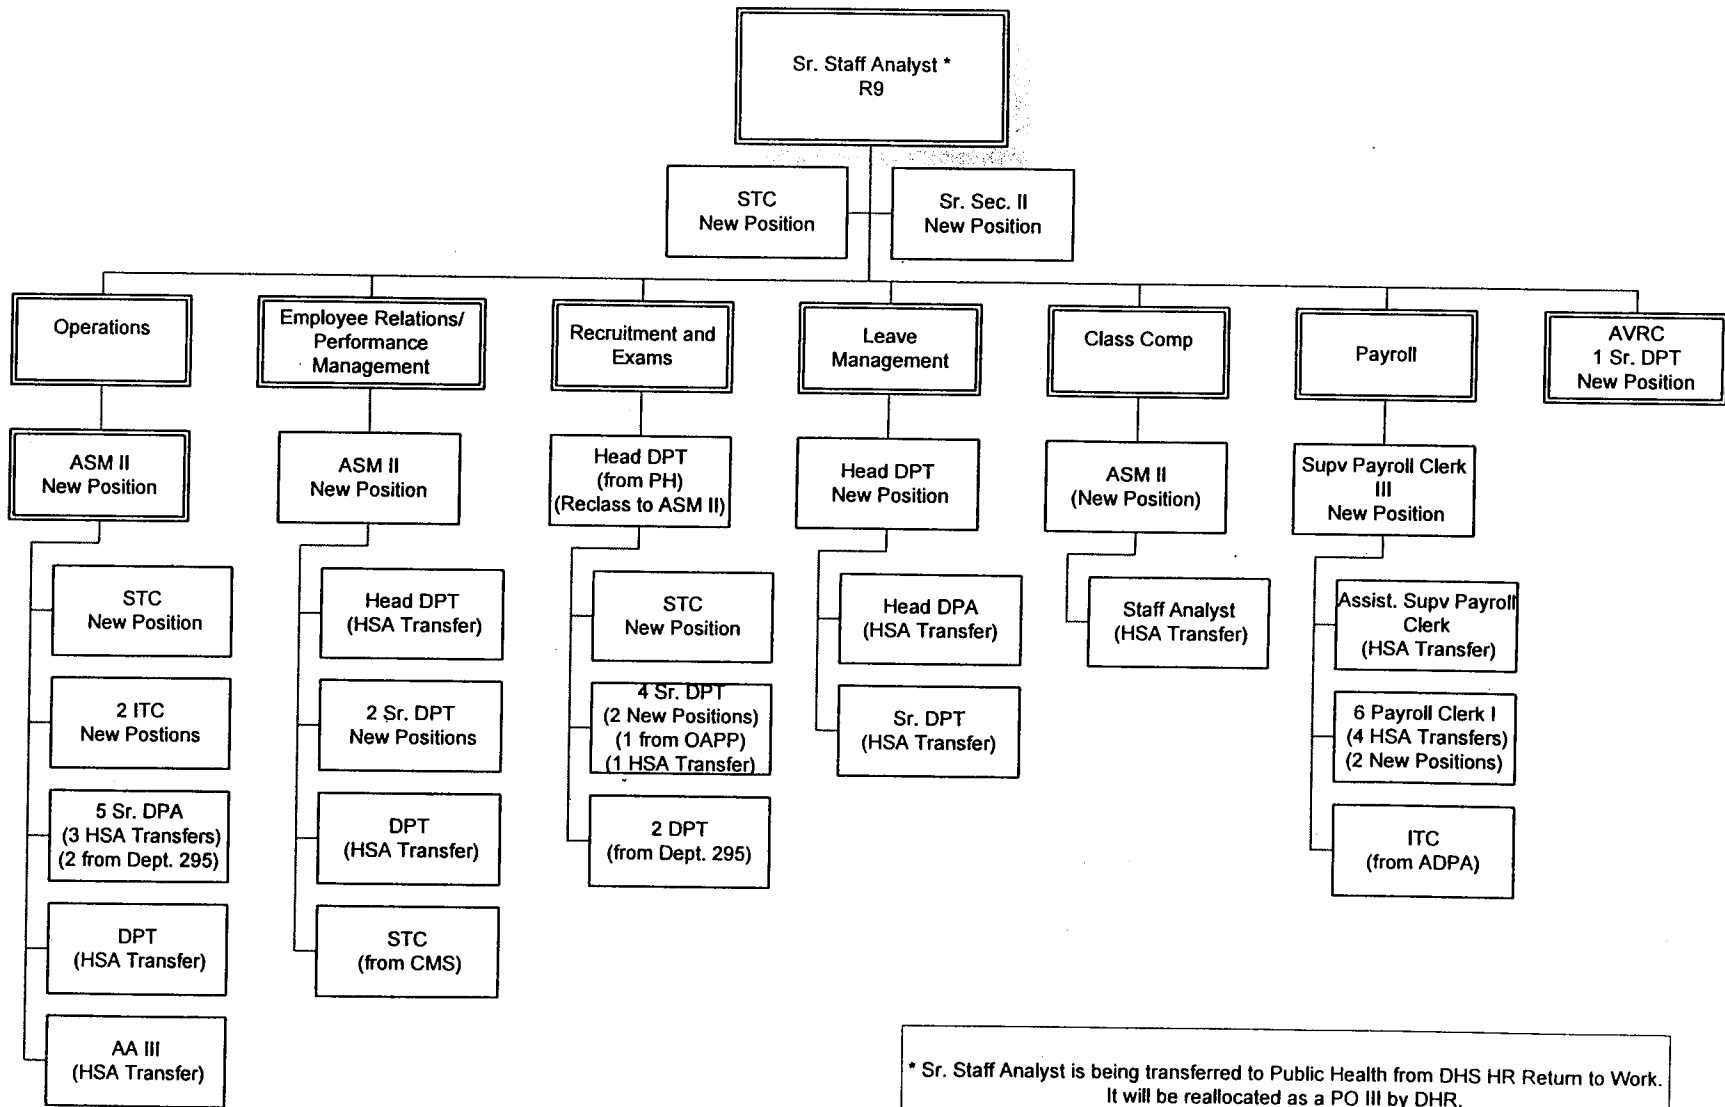 Sr. Staff Analyst *
R9
STC
New Position
Sr. Sec. II
New Position
Operations
Employee Relations/
Performance
Management
Recruitment and
Exams
Leave
Management
Class Comp
Payroll
AVRC
1 Sr. DPT
New Position
ASM II
New Position
ASM II
New Position
Head DPT
(from PH)
(Reclass to ASM II)
Head DPT
New Position
ASM II
(New Position)
Supv Payroll Clerk
III
New Position
STC
New Position
2 ITC
New Postions
5 Sr. DPA
(3 HSA Transfers)
(2 from Dept. 295)
DPT
(HSA Transfer)
AA III
(HSA Transfer)
Head DPT
(HSA Transfer)
2 Sr. DPT
New Positions
DPT
(HSA Transfer)
STC
(from CMS)
STC
New Position
4 Sr. DPT
(2 New Positions)
(1 from OAPP)
(1 HSA Transfer)
2 DPT
(from Dept. 295)
Head DPA
(HSA Transfer)
Sr. DPT
(HSA Transfer)
Staff Analyst
(HSA Transfer)
Assist. Supv Payroll
Clerk
(HSA Transfer)
6 Payroll Clerk I
(4 HSA Transfers)
(2 New Positions)
ITC
(from ADPA)
* Sr. Staff Analyst is being transferred to Public Health from DHS HR Return to Work.
It will be reallocated as a PO III by DHR.